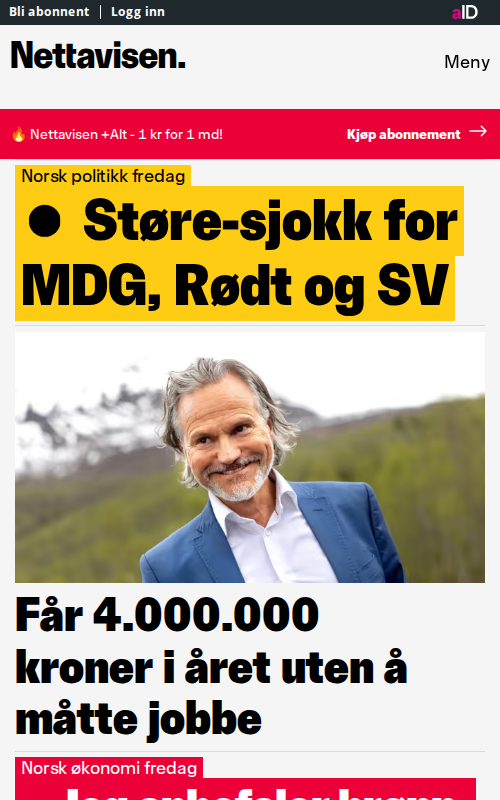 Bli abonnent | Logg inn
aID
Nettavisen.
Meny
🔥 Nettavisen +Alt - 1 kr for 1 md!
Kjøp abonnement →
Norsk politikk fredag
● Støre-sjokk for
MDG, Rødt og SV
Får 4.000.000
kroner i året uten å
måtte jobbe
Norsk økonomi fredag